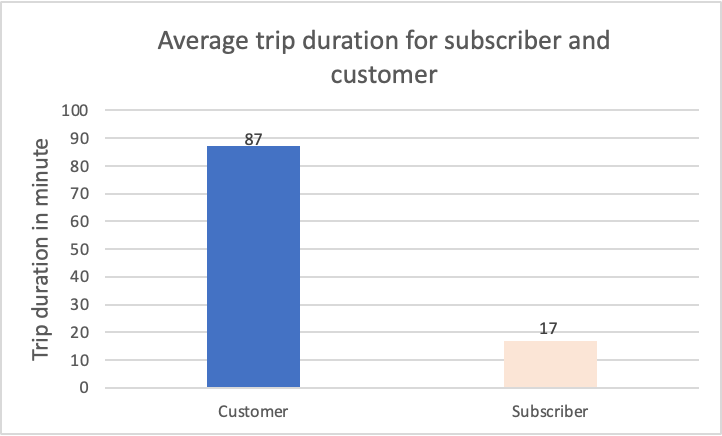 Average trip duration for subscriber and
customer
Trip duration in minute
100
90
80
70
60
50
40
30
20
10
0
87
17
Customer
Subscriber